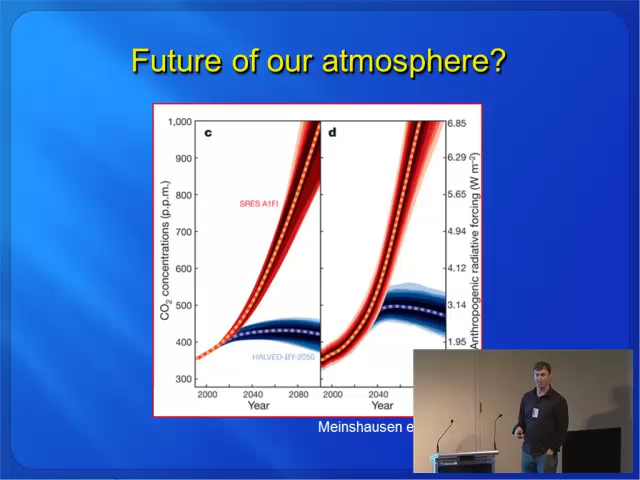 Future of our atmosphere?
c
d
1,000
900
800
700
600
500
400
300
CO2 concentrations (p.p.m.)
SRES A1FI
HALVED-BY-2050
6.85
6.29
5.65
4.94
4.12
3.14
1.95
Anthropogenic radiative forcing (W m–2)
2000 2040 2080
2000 2040
Year
Year
Meinshausen e